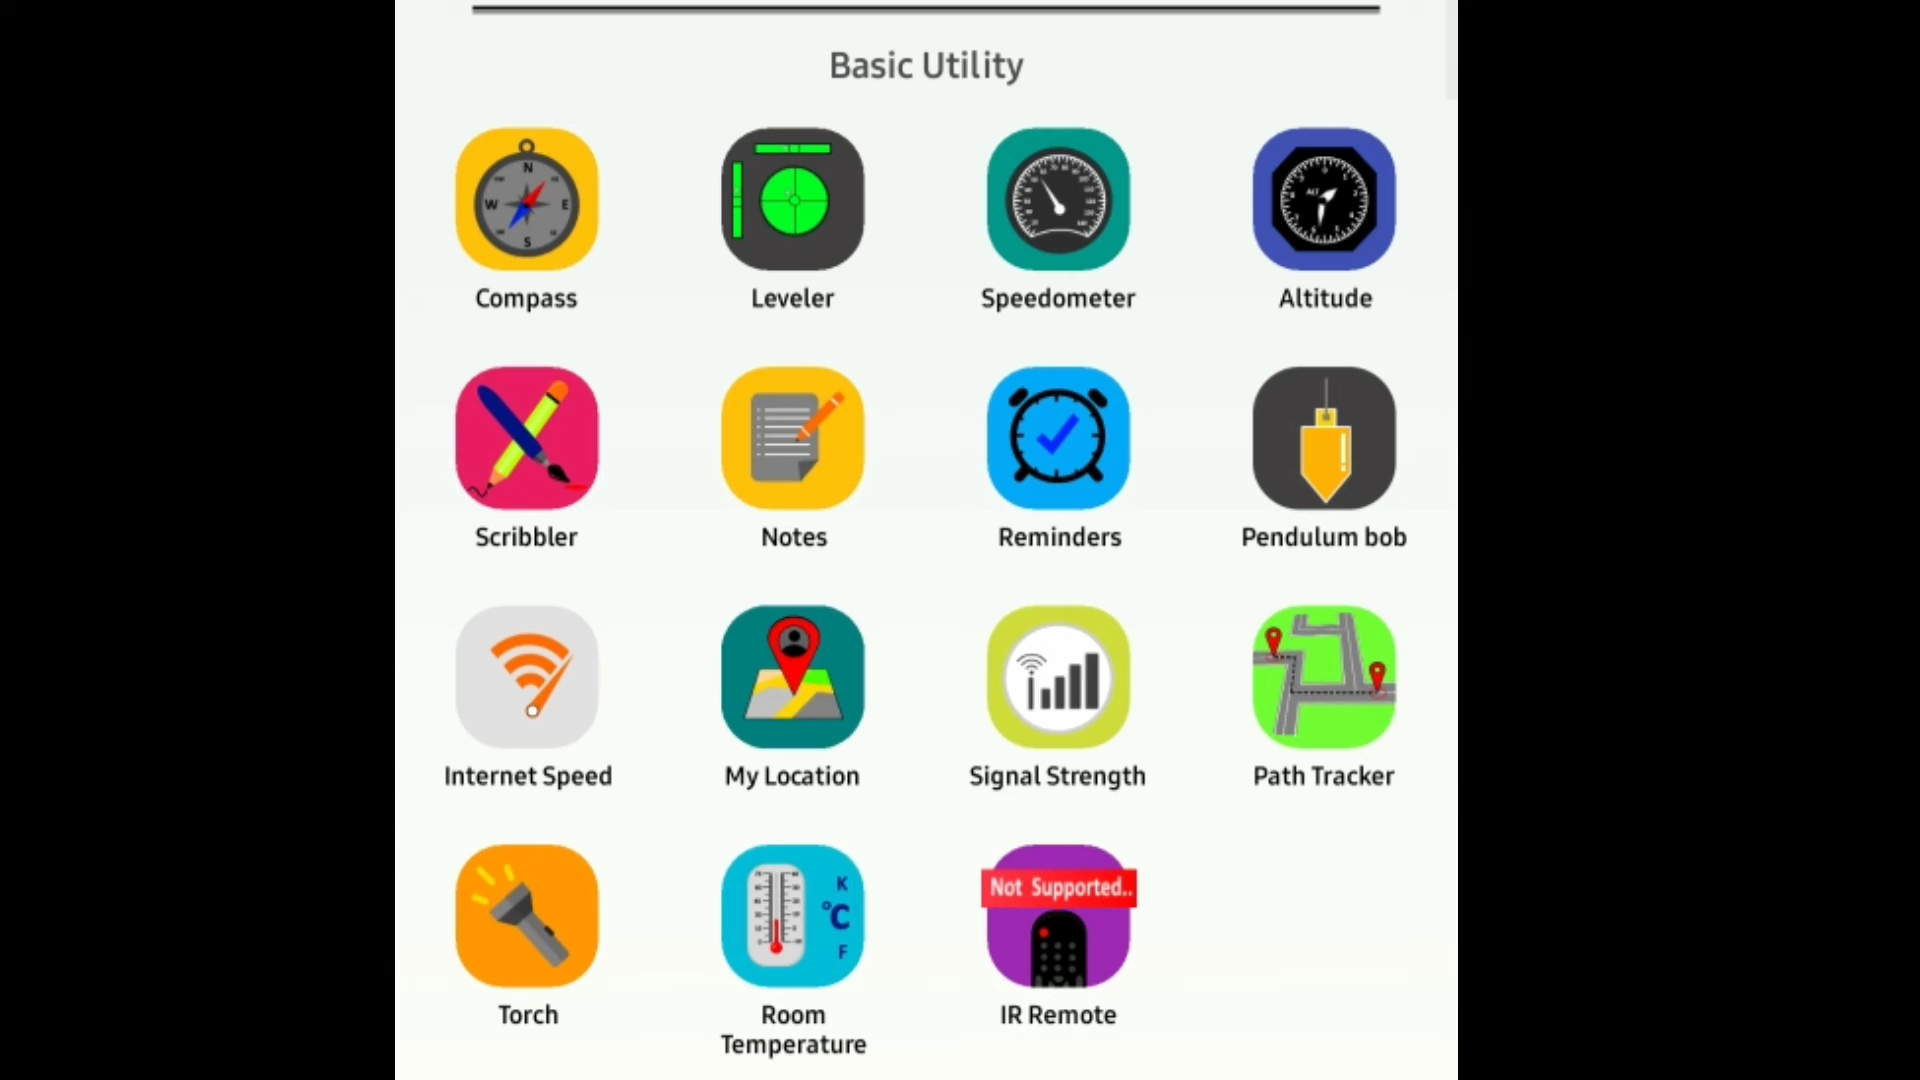 Basic Utility
N
W E
S
ALT
Compass Leveler Speedometer Altitude
Scribbler Notes Reminders Pendulum bob
Internet Speed My Location Signal Strength Path Tracker
K
°C
F
Not Supported..
Torch Room Temperature IR Remote